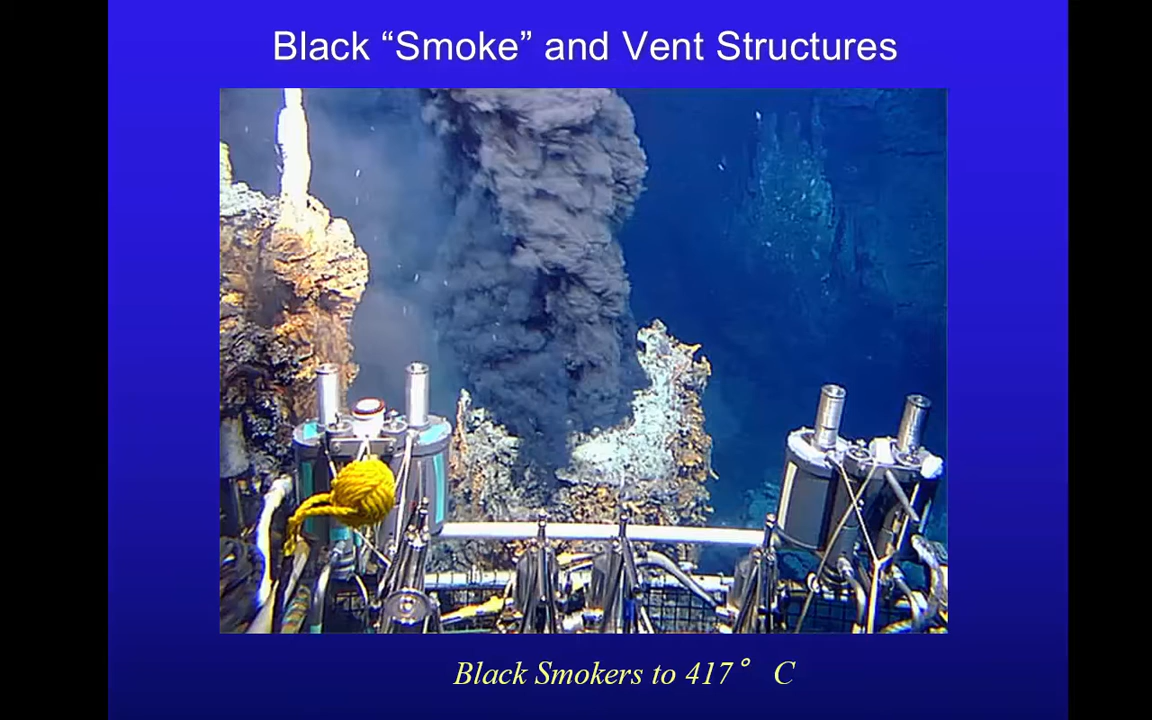 Black “Smoke” and Vent Structures
Black Smokers to 417° C